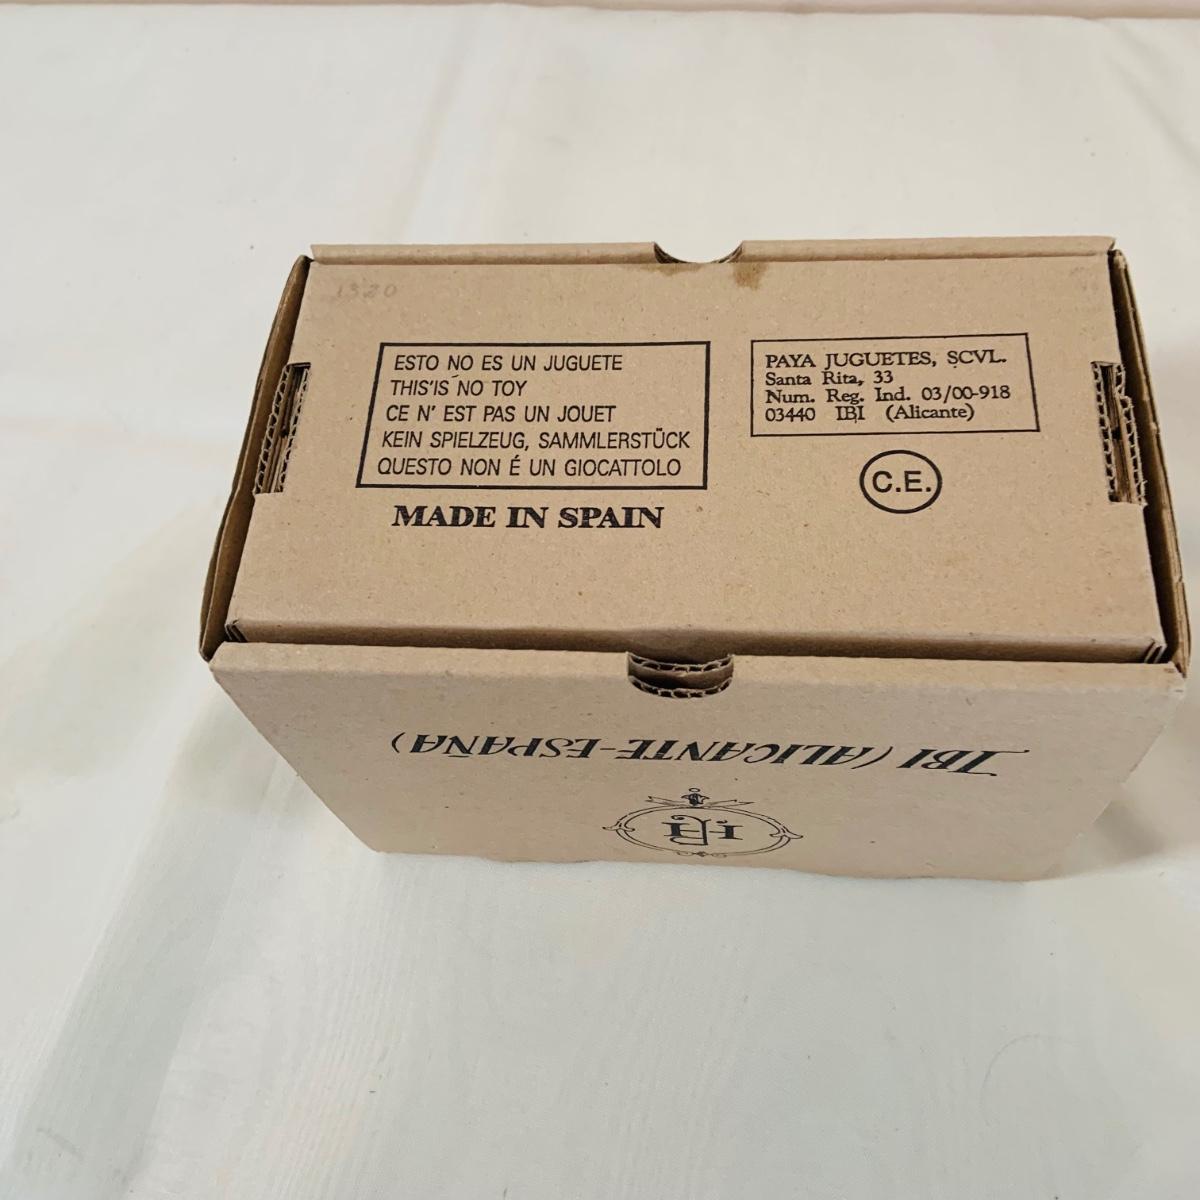 1320
ESTO NO ES UN JUGUETE
THIS'IS NO TOY
CE N' EST PAS UN JOUET
KEIN SPIELZEUG, SAMMLERSTÜCK
QUESTO NON É UN GIOCATTOLO
MADE IN SPAIN
PAYA JUGUETES, SCVL.
Santa Rita, 33
Num. Reg. Ind. 03/00-918
03440 IBI (Alicante)
C.E.
IBI (ALICANTE-ESPAÑA)